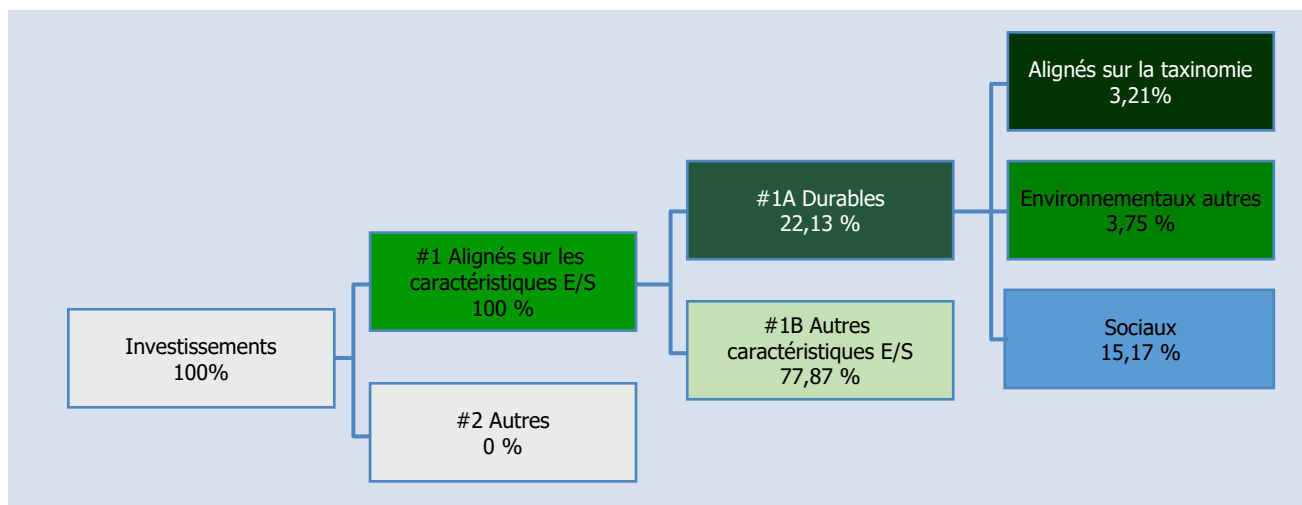 Investissements
100%
#1 Alignés sur les
caractéristiques E/S
100 %
#2 Autres
0 %
#1A Durables
22,13 %
#1B Autres
caractéristiques E/S
77,87 %
Alignés sur la taxinomie
3,21%
Environnementaux autres
3,75 %
Sociaux
15,17 %